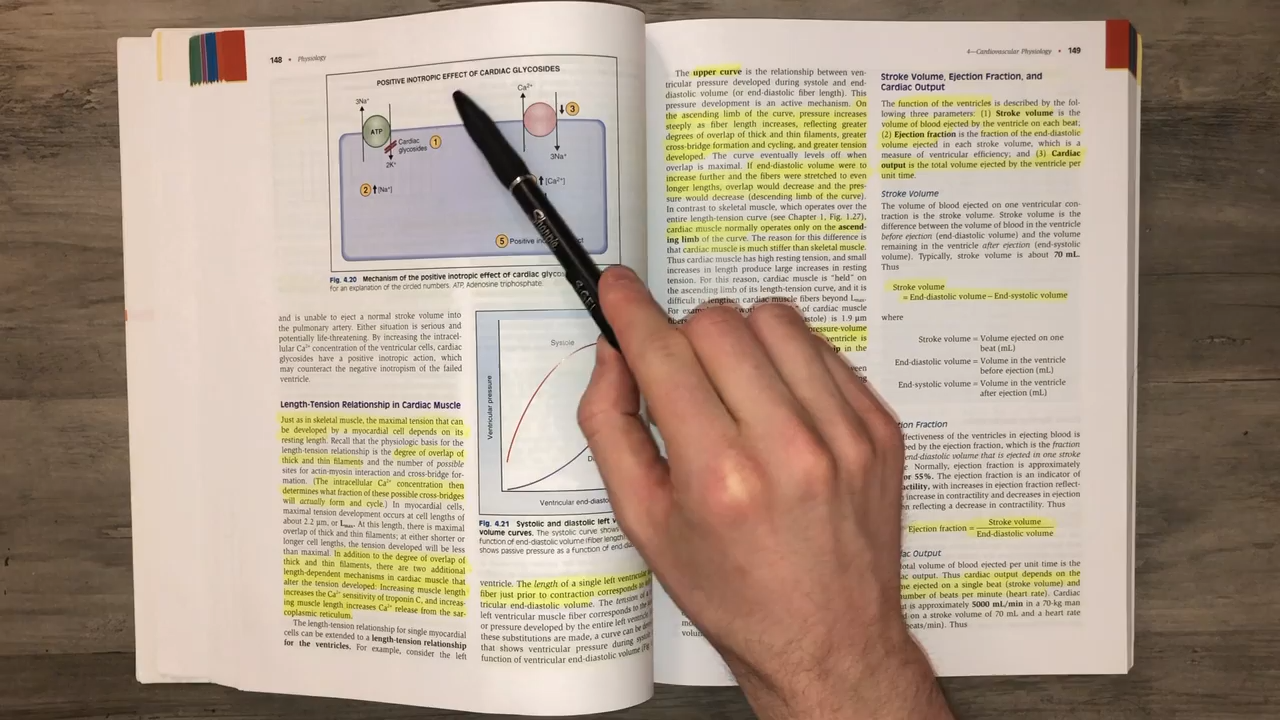 148 • Physiology
POSITIVE INOTROPIC EFFECT OF CARDIAC GLYCOSIDES
3Na⁺
ATP
Cardiac
glycosides
1
2K⁺
2 ↑[Na⁺]
Ca²⁺
3
3Na⁺
↑[Ca²⁺]
5 Positive
Fig. 4.20 Mechanism of the positive inotropic effect of cardiac
for an explanation of the circled numbers. ATP, Adenosine triphosphate.
and is unable to eject a normal stroke volume into
the pulmonary artery. Either situation is serious and
potentially life-threatening. By increasing the intracel-
lular Ca²⁺ concentration of the ventricular cells, cardiac
glycosides have a positive inotropic action, which
may counteract the negative inotropism of the failed
ventricle.
Length-Tension Relationship in Cardiac Muscle
Just as in skeletal muscle, the maximal tension that can
be developed by a myocardial cell depends on its
resting length. Recall that the physiologic basis for the
length-tension relationship is the degree of overlap of
thick and thin filaments and the number of possible
sites for actin-myosin interaction and cross-bridge for-
mation. (The intracellular Ca²⁺ concentration then
determines what fraction of these possible cross-bridges
will actually form and cycle.) In myocardial cells,
maximal tension development occurs at cell lengths of
about 2.2 µm, or Lmax. At this length, there is maximal
overlap of thick and thin filaments; at either shorter or
longer cell lengths, the tension developed will be less
than maximal. In addition to the degree of overlap of
thick and thin filaments, there are two additional
length-dependent mechanisms in cardiac muscle that
alter the tension developed: Increasing muscle length
increases the Ca²⁺ sensitivity of troponin C, and increas-
ing muscle length increases Ca²⁺ release from the sar-
coplasmic reticulum.
The length-tension relationship for single myocardial
cells can be extended to a length-tension relationship
for the ventricles. For example, consider the left
Ventricular pressure
Systole
Ventricular
Fig. 4.21 Systolic and diastolic left
volume curves. The systolic curve shows
function of end-diastolic volume (fiber length)
shows passive pressure as a function of
ventricle. The length of a single left ventricular
fiber just prior to contraction corresponds to
tricular end-diastolic volume. The tension of
left ventricular muscle fiber corresponds to the
or pressure developed by the entire left
these substitutions are made, a curve can be
that shows ventricular pressure during
function of ventricular end-diastolic volume
Sharpie
S.GEL
4—Cardiovascular Physiology • 149
The upper curve is the relationship between ven-
tricular pressure developed during systole and end-
diastolic volume (or end-diastolic fiber length). This
pressure development is an active mechanism. On
the ascending limb of the curve, pressure increases
steeply as fiber length increases, reflecting greater
degrees of overlap of thick and thin filaments, greater
cross-bridge formation and cycling, and greater tension
developed. The curve eventually levels off when
overlap is maximal. If end-diastolic volume were to
increase further and the fibers were stretched to even
longer lengths, overlap would decrease and the pres-
sure would decrease (descending limb of the curve).
In contrast to skeletal muscle, which operates over the
entire length-tension curve (see Chapter 1, Fig. 1.27),
cardiac muscle normally operates only on the ascend-
ing limb of the curve. The reason for this difference is
that cardiac muscle is much stiffer than skeletal muscle.
Thus cardiac muscle has high resting tension, and small
increases in length produce large increases in resting
tension. For this reason, cardiac muscle is "held" on
the ascending limb of its length-tension curve, and it is
difficult to lengthen cardiac muscle fibers beyond Lmax.
For of cardiac muscle
is 1.9 µm
pressure-volume
ventricle is
in the
Stroke Volume, Ejection Fraction, and
Cardiac Output
The function of the ventricles is described by the fol-
lowing three parameters: (1) Stroke volume is the
volume of blood ejected by the ventricle on each beat;
(2) Ejection fraction is the fraction of the end-diastolic
volume ejected in each stroke volume, which is a
measure of ventricular efficiency; and (3) Cardiac
output is the total volume ejected by the ventricle per
unit time.
Stroke Volume
The volume of blood ejected on one ventricular con-
traction is the stroke volume. Stroke volume is the
difference between the volume of blood in the ventricle
before ejection (end-diastolic volume) and the volume
remaining in the ventricle after ejection (end-systolic
volume). Typically, stroke volume is about 70 mL.
Thus
Stroke volume
= End-diastolic volume − End-systolic volume
where
Stroke volume = Volume ejected on one
beat (mL)
End-diastolic volume = Volume in the ventricle
before ejection (mL)
End-systolic volume = Volume in the ventricle
after ejection (mL)
Fraction
effectiveness of the ventricles in ejecting blood is
by the ejection fraction, which is the fraction
end-diastolic volume that is ejected in one stroke
Normally, ejection fraction is approximately
or 55%. The ejection fraction is an indicator of
with increases in ejection fraction reflect-
increase in contractility and decreases in ejection
reflecting a decrease in contractility. Thus
Ejection fraction = Stroke volume
End-diastolic volume
Output
total volume of blood ejected per unit time is the
output. Thus cardiac output depends on the
ejected on a single beat (stroke volume) and
number of beats per minute (heart rate). Cardiac
is approximately 5000 mL/min in a 70-kg man
on a stroke volume of 70 mL and a heart rate
beats/min). Thus